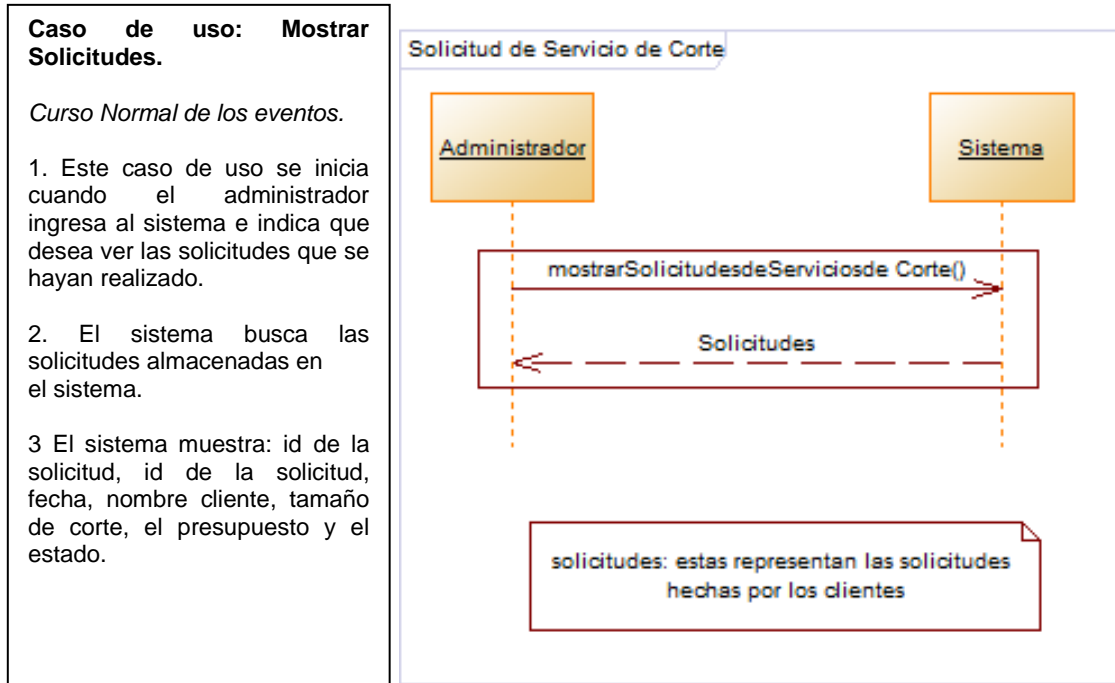 Caso de uso: Mostrar
Solicitudes.
Curso Normal de los eventos.
1. Este caso de uso se inicia
cuando el administrador
ingresa al sistema e indica que
desea ver las solicitudes que se
hayan realizado.
2. El sistema busca las
solicitudes almacenadas en
el sistema.
3 El sistema muestra: id de la
solicitud, id de la solicitud,
fecha, nombre cliente, tamaño
de corte, el presupuesto y el
estado.
Solicitud de Servicio de Corte
Administrador
Sistema
mostrarSolicitudesdeServiciosde Corte()
Solicitudes
solicitudes: estas representan las solicitudes
hechas por los clientes